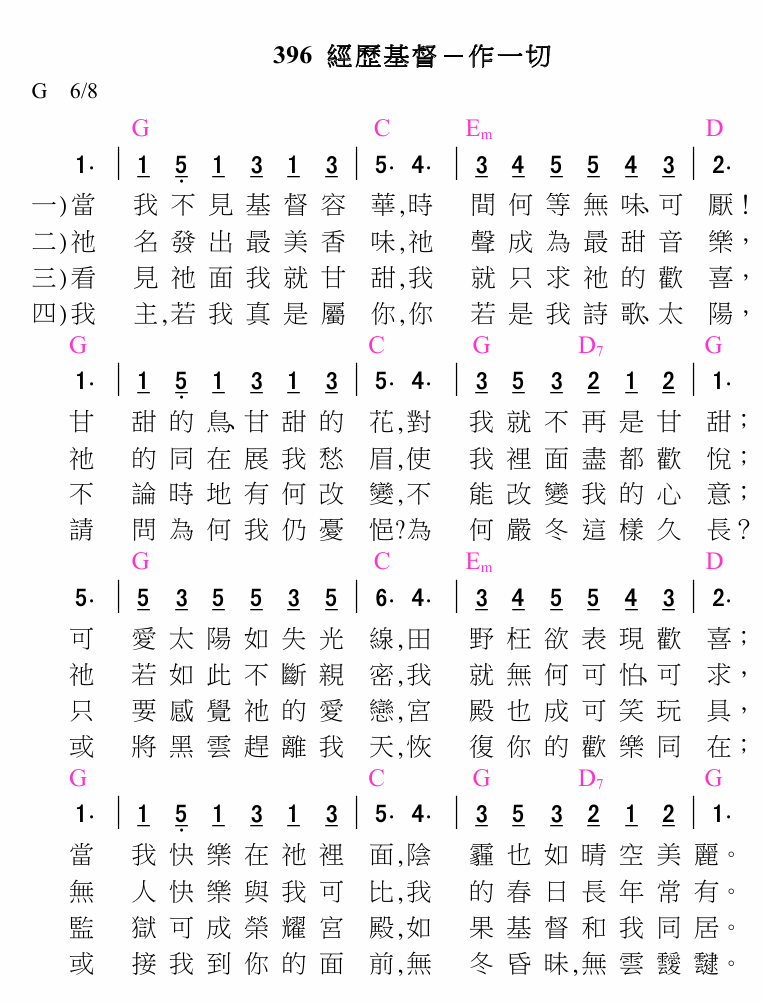 396 經歷基督－作一切
G 6/8
G C Em D
1· | 1 5 1 3 1 3 | 5· 4· | 3 4 5 5 4 3 | 2·
一)當 我不見基督容華,時間何等無味、可厭！
二)祂 名發出最美香味,祂聲成為最甜音樂，
三)看 見祂面我就甘甜,我就只求祂的歡喜，
四)我 主,若我真是屬你,你若是我詩歌、太陽，
G C G D7 G
1· | 1 5 1 3 1 3 | 5· 4· | 3 5 3 2 1 2 | 1·
甘甜的鳥、甘甜的花,對我就不再是甘甜；
祂的同在展我愁眉,使我裡面盡都歡悅；
不論時地有何改變,不能改變我的心意；
請問為何我仍憂悒?為何嚴冬這樣久長？
G C Em D
5· | 5 3 5 5 3 5 | 6· 4· | 3 4 5 5 4 3 | 2·
可愛太陽如失光線,田野枉欲表現歡喜；
祂若如此不斷親密,我就無何可怕、可求，
只要感覺祂的愛戀,宮殿也成可笑玩具，
或將黑雲趕離我天,恢復你的歡樂同在；
G C G D7 G
1· | 1 5 1 3 1 3 | 5· 4· | 3 5 3 2 1 2 | 1·
當我快樂在祂裡面,陰霾也如晴空美麗。
無人快樂與我可比,我的春日長年常有。
監獄可成榮耀宮殿,如果基督和我同居。
或接我到你的面前,無冬昏昧,無雲靉靆。